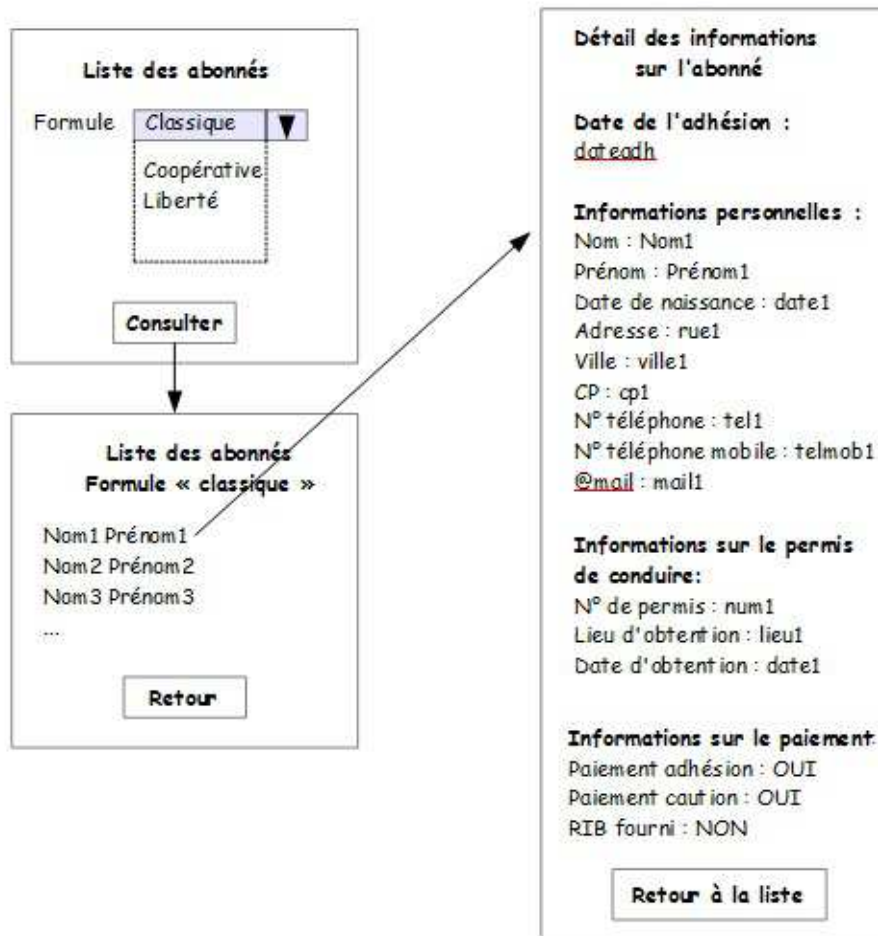 Liste des abonnés
Formule Classique
Coopérative
Liberté
Consulter
Liste des abonnés
Formule « classique »
Nom1 Prénom1
Nom2 Prénom2
Nom3 Prénom3
...
Retour
Détail des informations
sur l'abonné
Date de l'adhésion :
dateadh
Informations personnelles :
Nom : Nom1
Prénom : Prénom1
Date de naissance : date1
Adresse : rue1
Ville : ville1
CP : cp1
N° téléphone : tel1
N° téléphone mobile : telmob1
@mail : mail1
Informations sur le permis
de conduire:
N° de permis : num1
Lieu d'obtention : lieu1
Date d'obtention : date1
Informations sur le paiement:
Paiement adhésion : OUI
Paiement caution : OUI
RIB fourni : NON
Retour à la liste